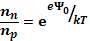 nₙ/nₚ = e^(eΨ₀/kT)